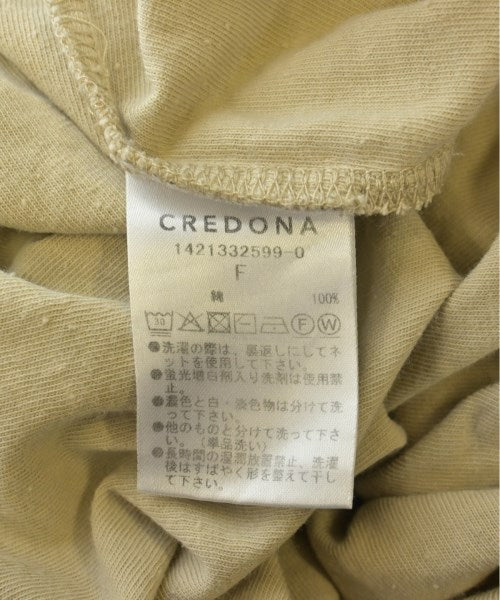 CREDONA
1421332599-0
F
綿 100%
30 F W
●洗濯の際は、裏返しにしてネ
ットを使用して下さい。
●蛍光増白剤入り洗剤は使用禁
止。
●濃色と白・淡色物は分けて洗
って下さい。
●他のものと分けて洗って下さ
い。（単品洗い）
●長時間の湿潤放置禁止、洗濯
後はすばやく形を整えて干し
て下さい。